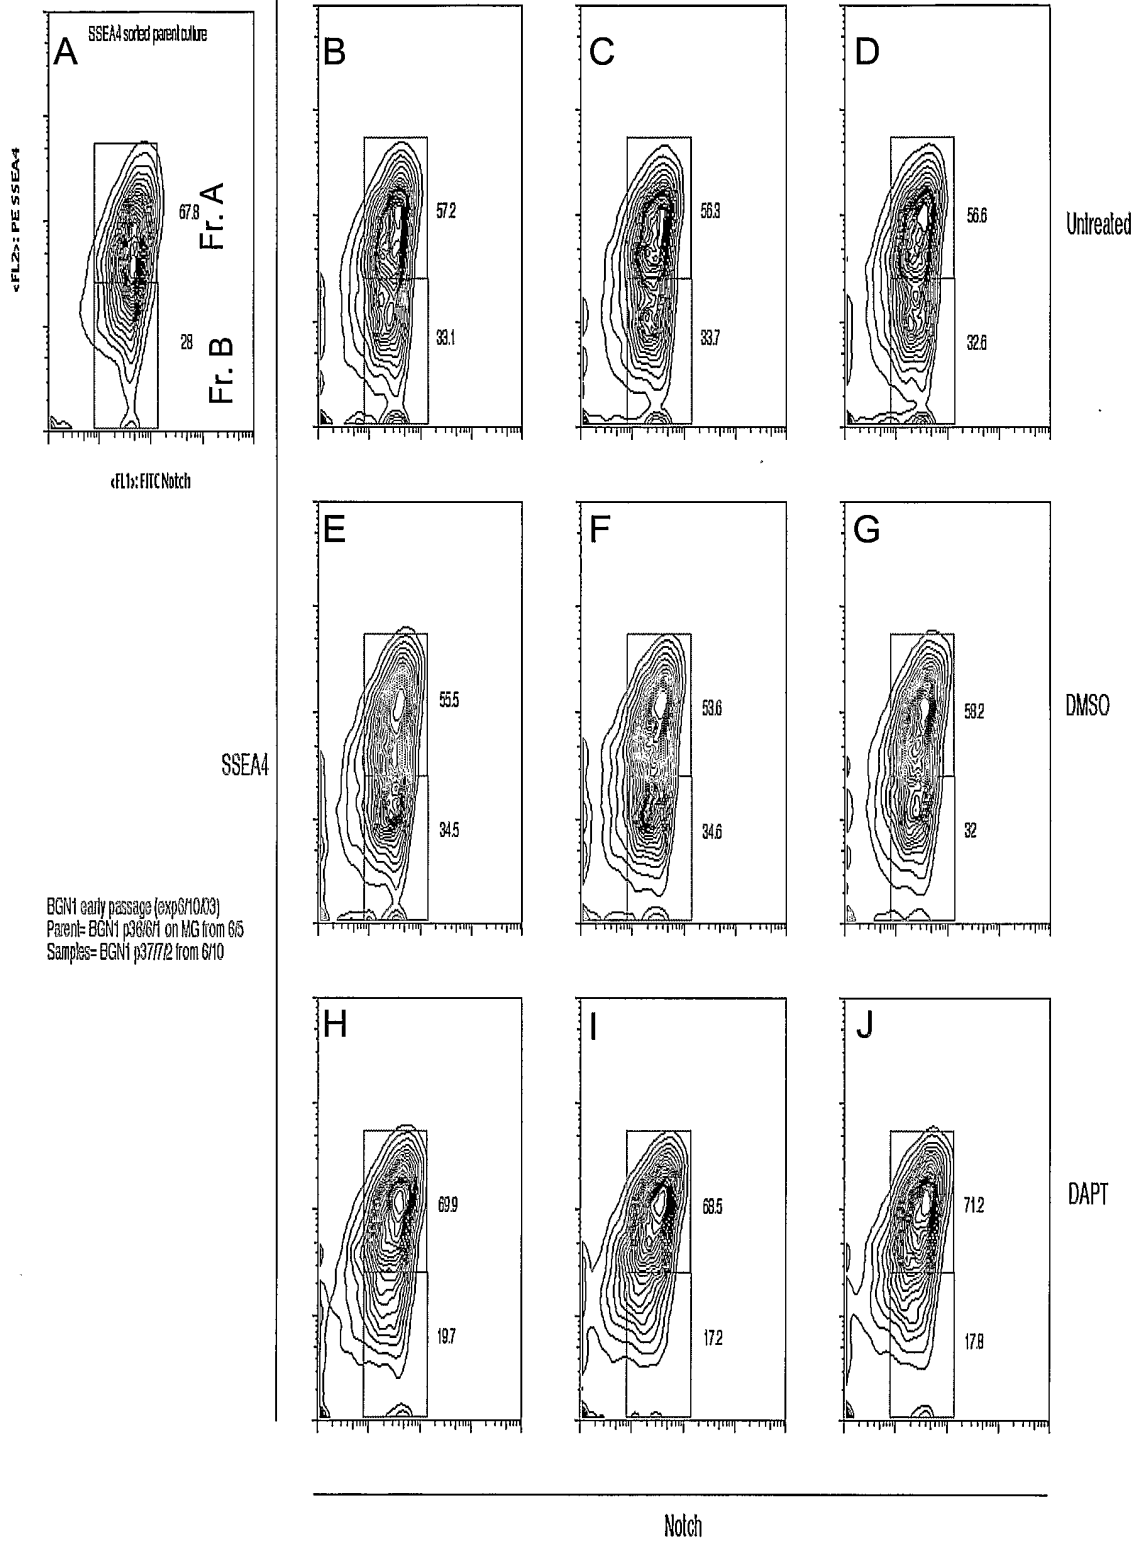 A
SSEA4 sorted parent culture
<FL2>: PE SSEA4
67.8
Fr. A
28
Fr. B
<FL1>: FITC Notch
B
57.2
33.1
C
56.3
33.7
D
56.6
32.6
Untreated
E
55.5
34.5
F
53.6
34.6
G
58.2
32
DMSO
SSEA4
BGN1 early passage (exp6/10/03)
Parent= BGN1 p36/6/1 on MG from 6/5
Samples= BGN1 p37/7/2 from 6/10
H
69.9
19.7
I
68.5
17.2
J
71.2
17.8
DAPT
Notch